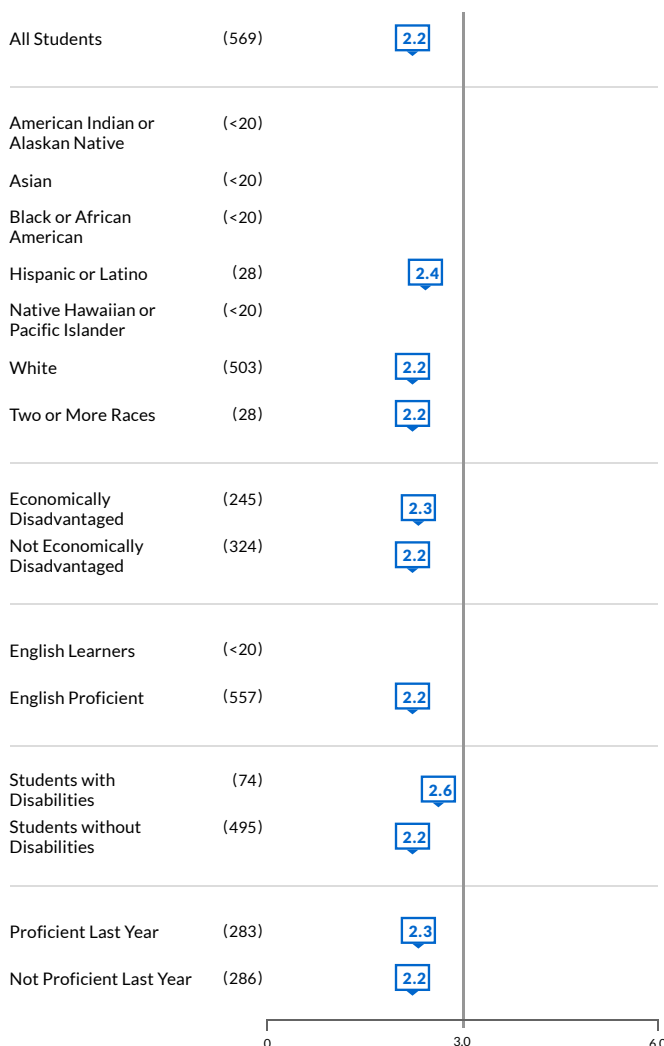 All Students (569) 2.2
American Indian or (<20)
Alaskan Native
Asian (<20)
Black or African (<20)
American
Hispanic or Latino (28) 2.4
Native Hawaiian or (<20)
Pacific Islander
White (503) 2.2
Two or More Races (28) 2.2
Economically (245) 2.3
Disadvantaged
Not Economically (324) 2.2
Disadvantaged
English Learners (<20)
English Proficient (557) 2.2
Students with (74) 2.6
Disabilities
Students without (495) 2.2
Disabilities
Proficient Last Year (283) 2.3
Not Proficient Last Year (286) 2.2
0 3.0 6.0